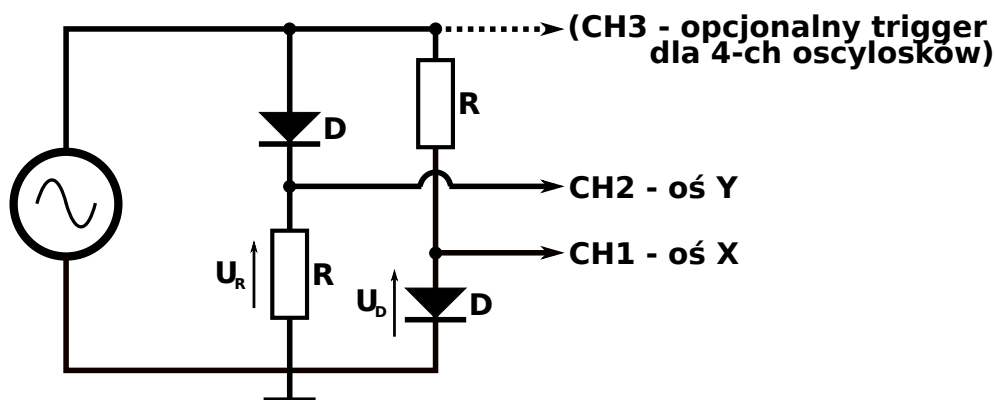 (CH3 - opcjonalny trigger
dla 4-ch oscylosków)
R
D
CH2 - oś Y
CH1 - oś X
UR
R
UD
D